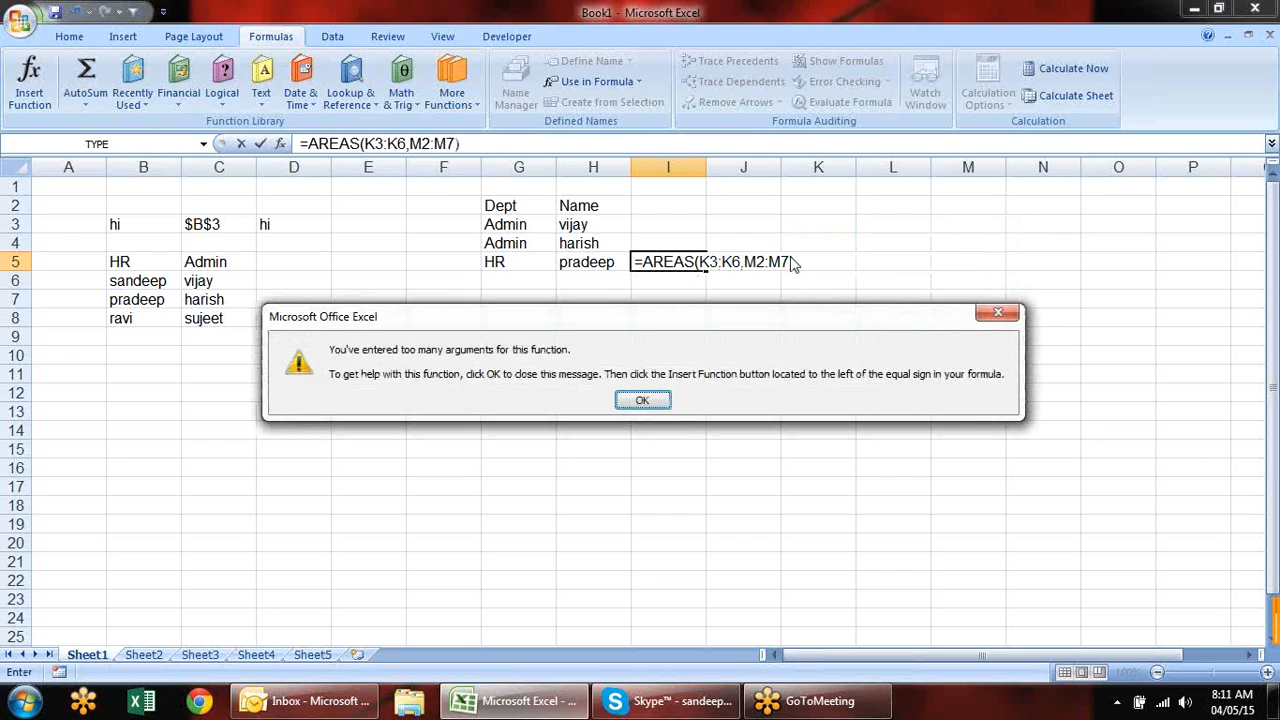 Book1 - Microsoft Excel
Home Insert Page Layout Formulas Data Review View Developer
Insert Function
AutoSum
Recently Used
Financial
Logical
Text
Date & Time
Lookup & Reference
Math & Trig
More Functions
Function Library
Name Manager
Define Name
Use in Formula
Create from Selection
Defined Names
Trace Precedents
Trace Dependents
Remove Arrows
Show Formulas
Error Checking
Evaluate Formula
Formula Auditing
Watch Window
Calculation Options
Calculate Now
Calculate Sheet
Calculation
TYPE fx =AREAS(K3:K6,M2:M7)
A B C D E F G H I J K L M N O P
1
2 Dept Name
3 hi $B$3 hi Admin vijay
4 Admin harish
5 HR Admin HR pradeep =AREAS(K3:K6,M2:M7)
6 sandeep vijay
7 pradeep harish
8 ravi sujeet
9
10
11
12
13
14
15
16
17
18
19
20
21
22
23
24
25
Microsoft Office Excel
You've entered too many arguments for this function.
To get help with this function, click OK to close this message. Then click the Insert Function button located to the left of the equal sign in your formula.
OK
Sheet1 Sheet2 Sheet3 Sheet4 Sheet5
Enter 100%
Inbox - Microsoft ...
Microsoft Excel - ...
Skype™ - sandeep...
GoToMeeting
8:11 AM
04/05/15